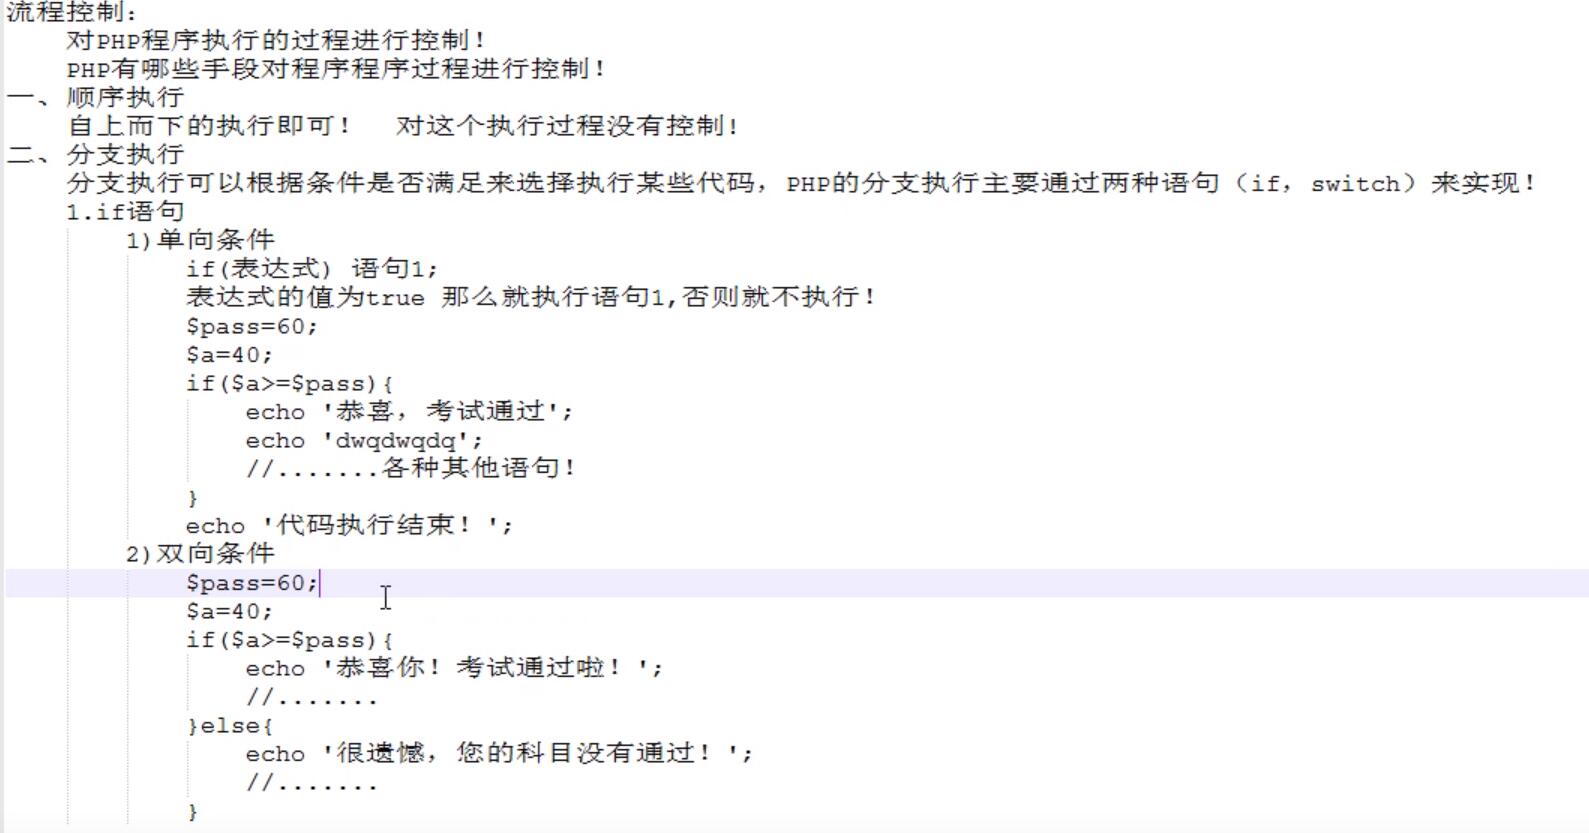 流程控制：
对PHP程序执行的过程进行控制！
PHP有哪些手段对程序程序过程进行控制！
一、顺序执行
自上而下的执行即可！ 对这个执行过程没有控制！
二、分支执行
分支执行可以根据条件是否满足来选择执行某些代码，PHP的分支执行主要通过两种语句（if，switch）来实现！
1.if语句
1)单向条件
if(表达式) 语句1;
表达式的值为true 那么就执行语句1,否则就不执行！
$pass=60;
$a=40;
if($a>=$pass){
echo '恭喜，考试通过';
echo 'dwqdwqdq';
//.......各种其他语句！
}
echo '代码执行结束！';
2)双向条件
$pass=60;
$a=40;
if($a>=$pass){
echo '恭喜你！考试通过啦！';
//.......
}else{
echo '很遗憾，您的科目没有通过！';
//.......
}